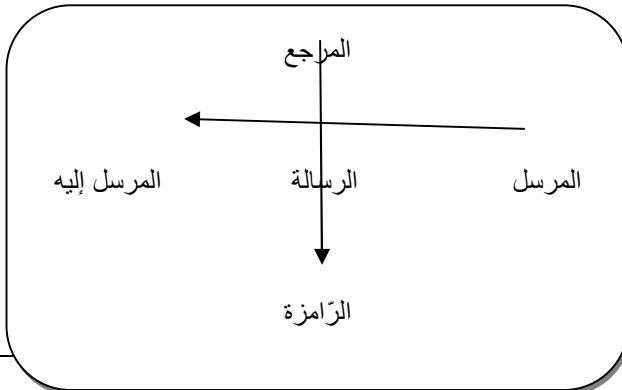 المرجع
المرسل الرسالة المرسل إليه
الرّامزة